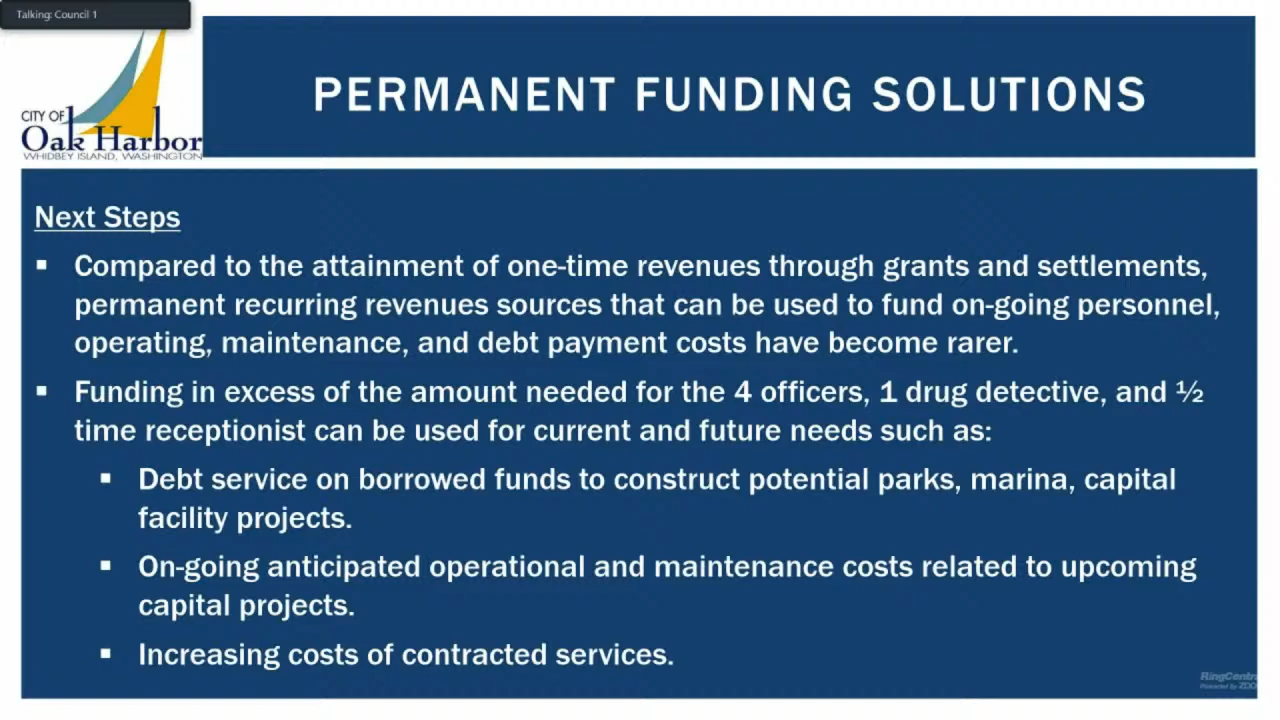 Talking: Council 1
CITY OF
Oak Harbor
WHIDBEY ISLAND, WASHINGTON
PERMANENT FUNDING SOLUTIONS
Next Steps
▪ Compared to the attainment of one-time revenues through grants and settlements,
permanent recurring revenues sources that can be used to fund on-going personnel,
operating, maintenance, and debt payment costs have become rarer.
▪ Funding in excess of the amount needed for the 4 officers, 1 drug detective, and ½
time receptionist can be used for current and future needs such as:
▪ Debt service on borrowed funds to construct potential parks, marina, capital
facility projects.
▪ On-going anticipated operational and maintenance costs related to upcoming
capital projects.
▪ Increasing costs of contracted services.
RingCentr
Powered by ZOO